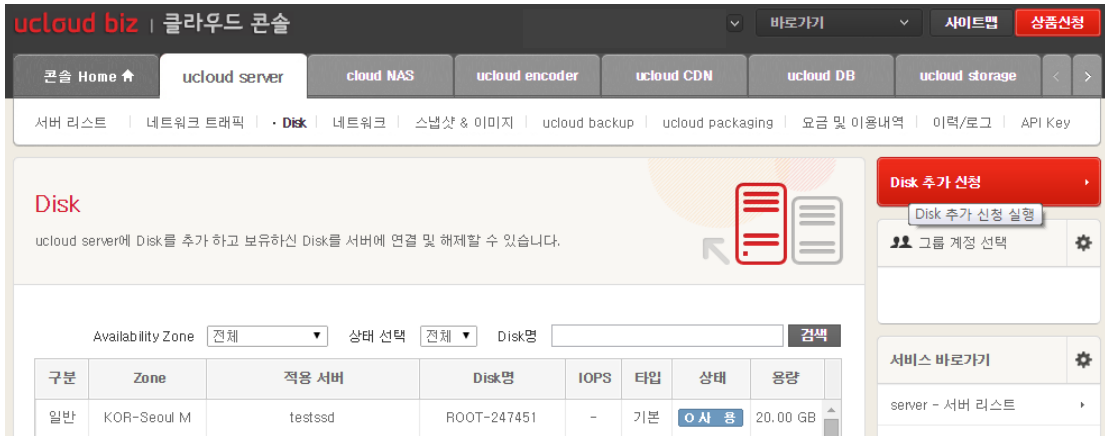 ucloud biz | 클라우드 콘솔 바로가기 사이트맵 상품신청
콘솔 Home ucloud server cloud NAS ucloud encoder ucloud CDN ucloud DB ucloud storage < >
서버 리스트 | 네트워크 트래픽 | · Disk | 네트워크 | 스냅샷 & 이미지 | ucloud backup | ucloud packaging | 요금 및 이용내역 | 이력/로그 | API Key
Disk
ucloud server에 Disk를 추가 하고 보유하신 Disk를 서버에 연결 및 해제할 수 있습니다.
Disk 추가 신청
Disk 추가 신청 실행
그룹 계정 선택
Availability Zone 전체 상태 선택 전체 Disk명 검색
구분 Zone 적용 서버 Disk명 IOPS 타입 상태 용량
일반 KOR-Seoul M testssd ROOT-247451 - 기본 O 사 용 20.00 GB
서비스 바로가기
server - 서버 리스트